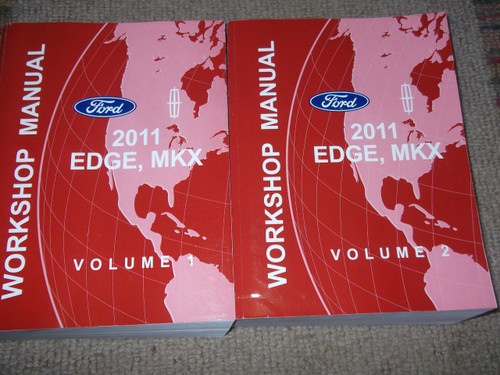 WORKSHOP MANUAL
Ford
2011
EDGE, MKX
VOLUME 1
WORKSHOP MANUAL
Ford
2011
EDGE, MKX
VOLUME 2